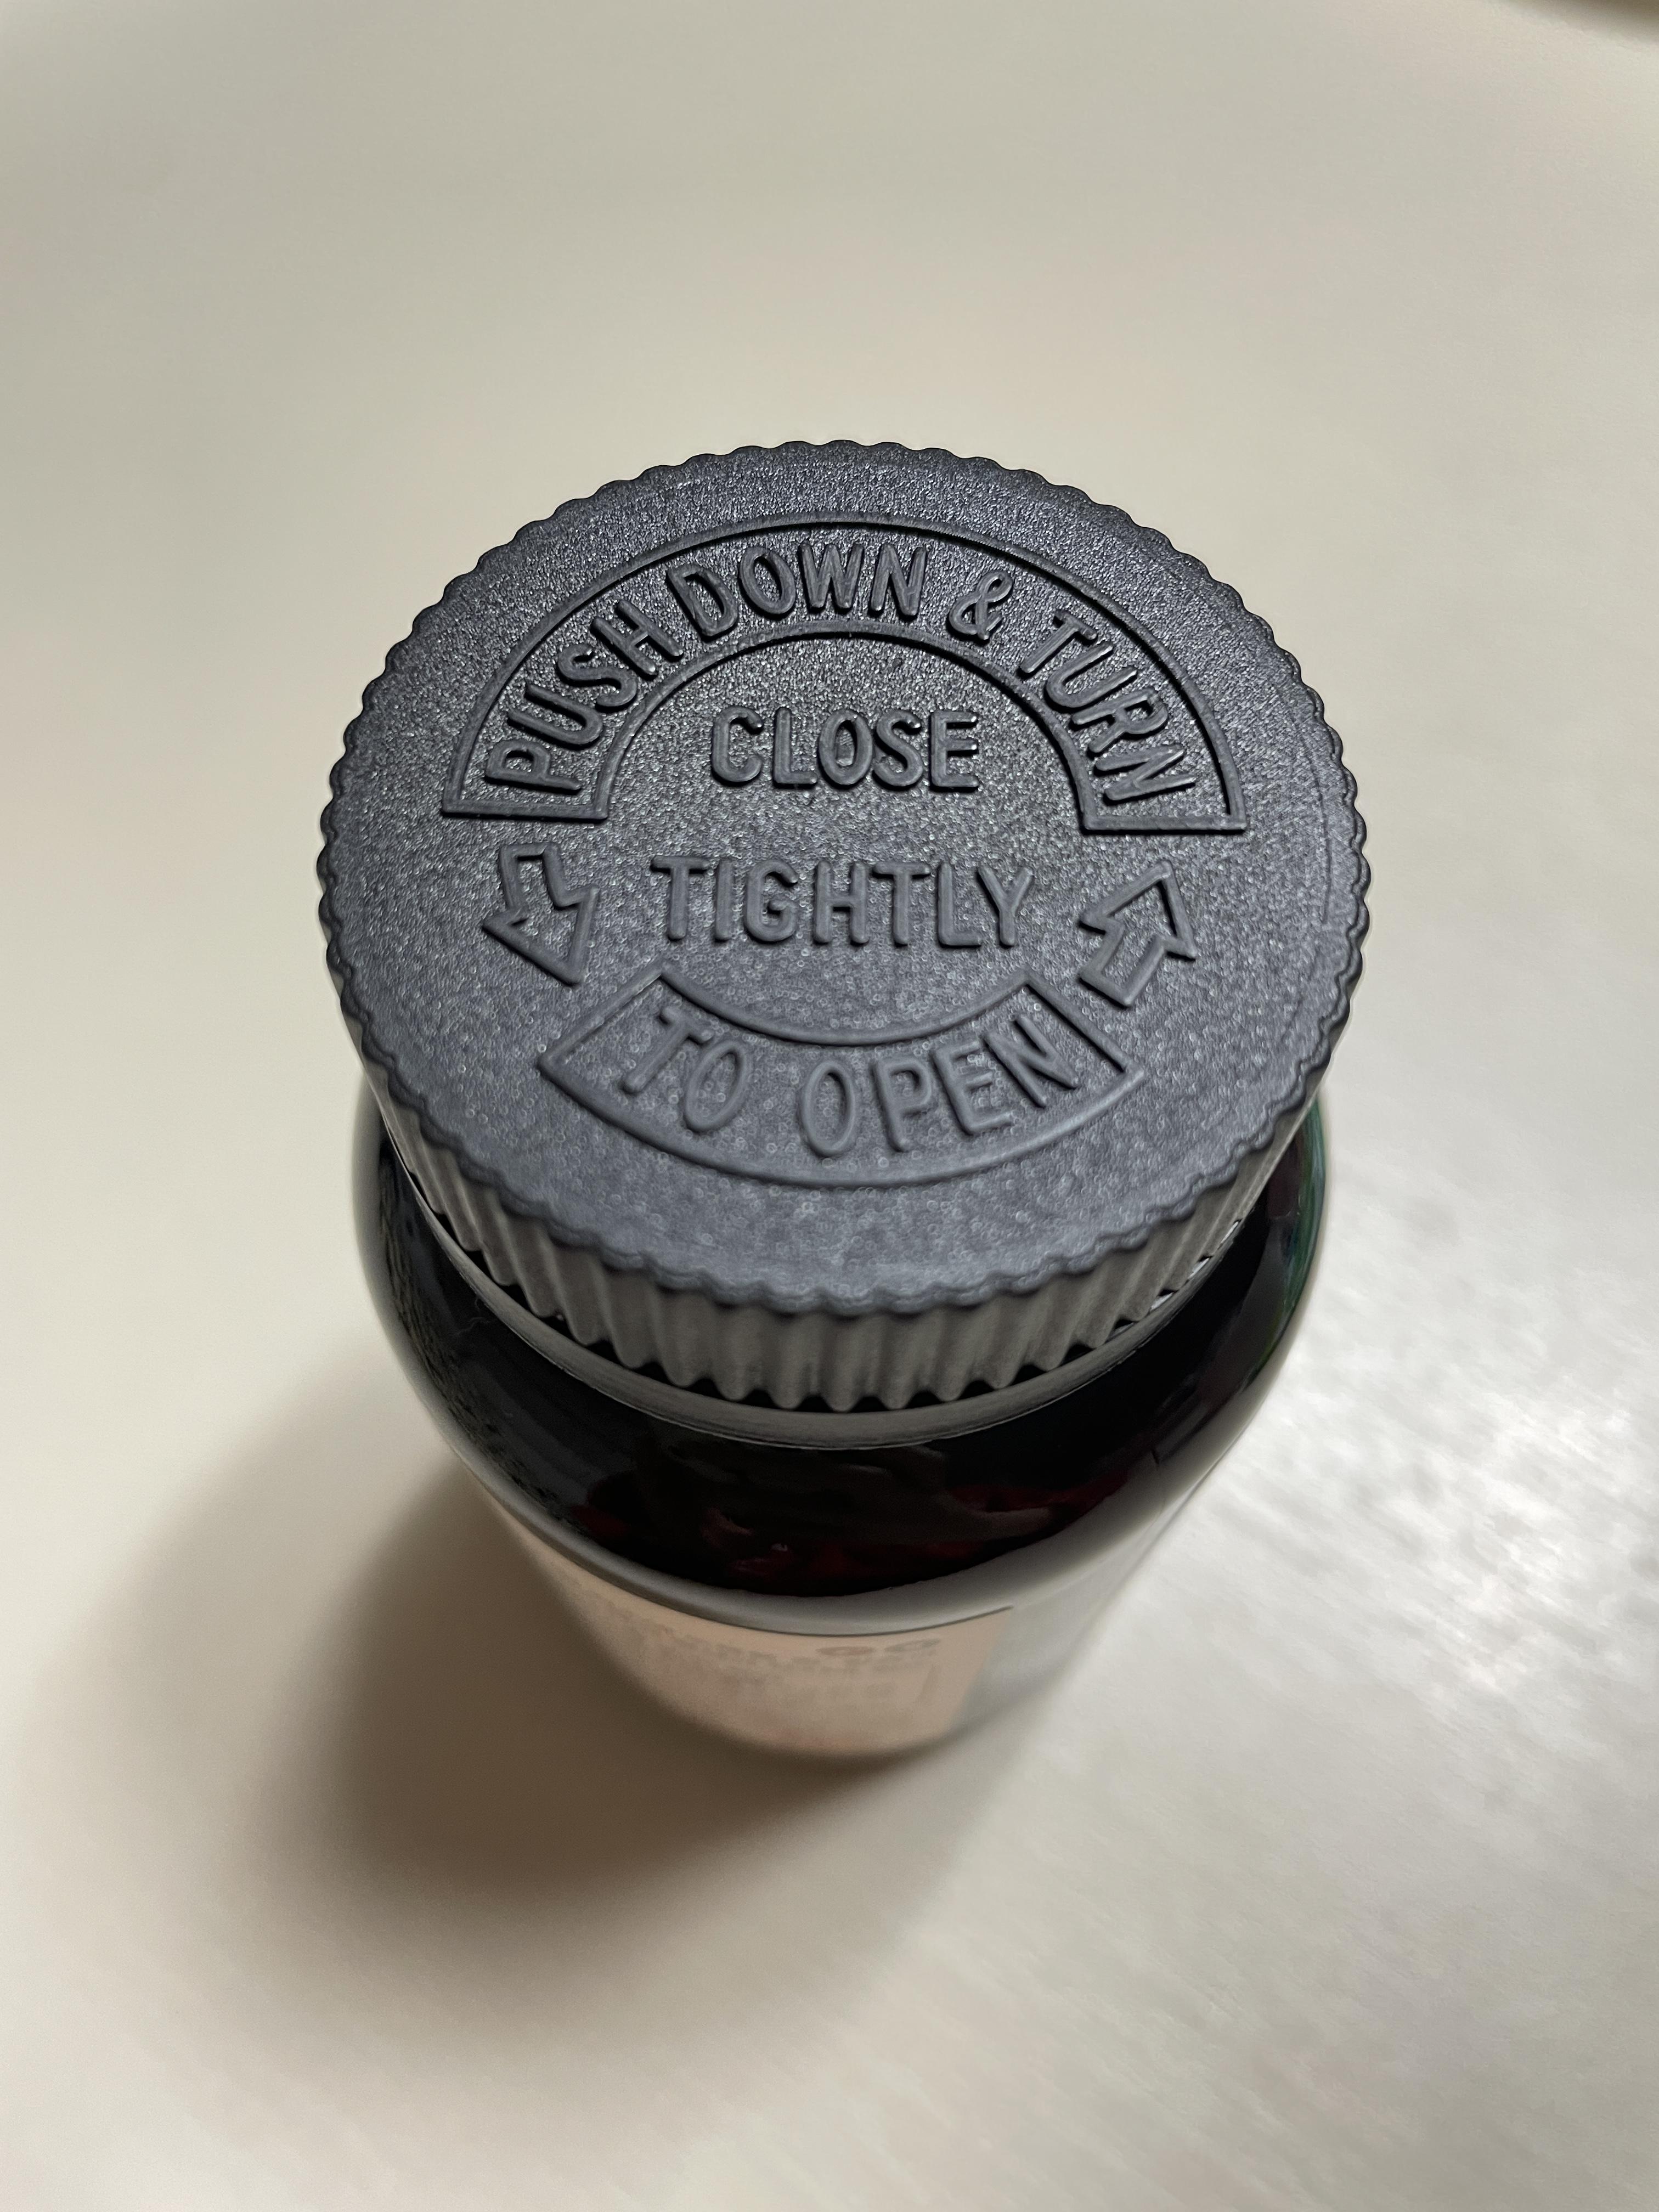 PUSH DOWN & TURN
CLOSE
TIGHTLY
TO OPEN